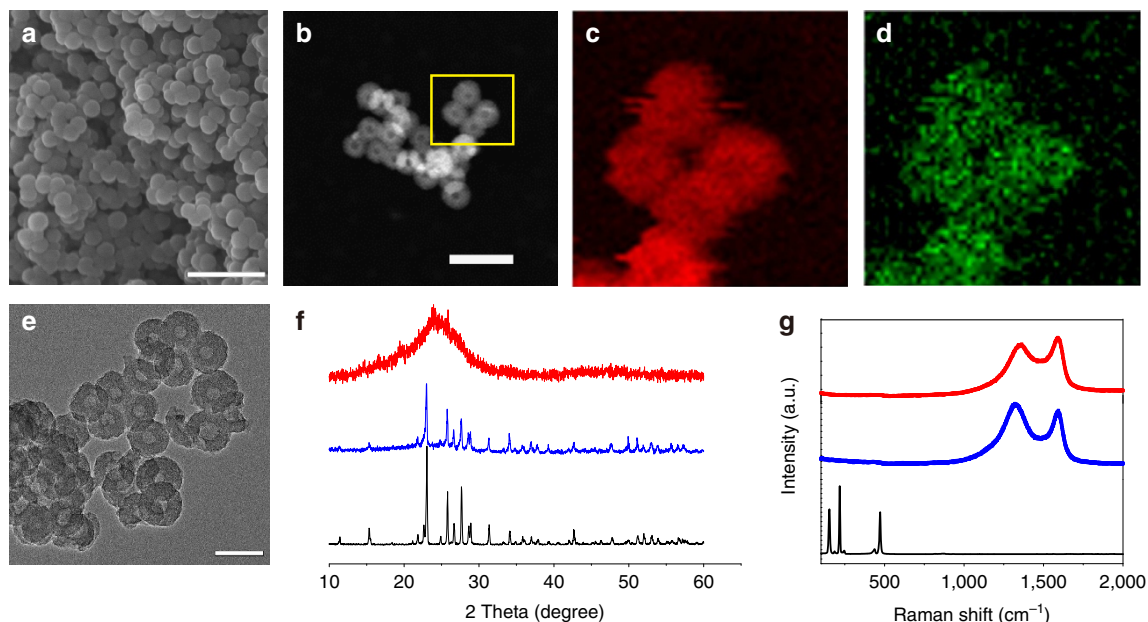 a
b
c
d
e
f
10
20
30
40
50
60
2 Theta (degree)
g
Intensity (a.u.)
500
1,000
1,500
2,000
Raman shift (cm⁻¹)